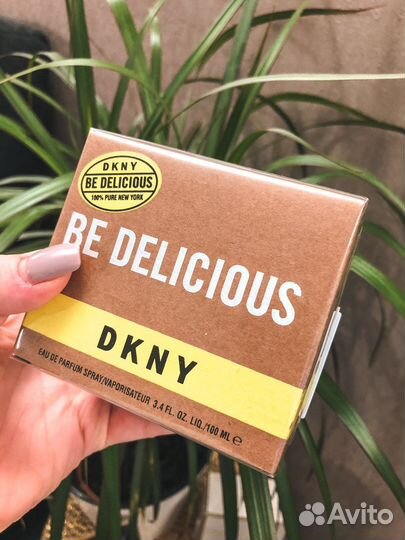 DKNY
BE DELICIOUS
100% PURE NEW YORK
BE DELICIOUS
DKNY
EAU DE PARFUM SPRAY/VAPORISATEUR 3.4 FL. OZ. LIQ./100 ML ℮
Avito